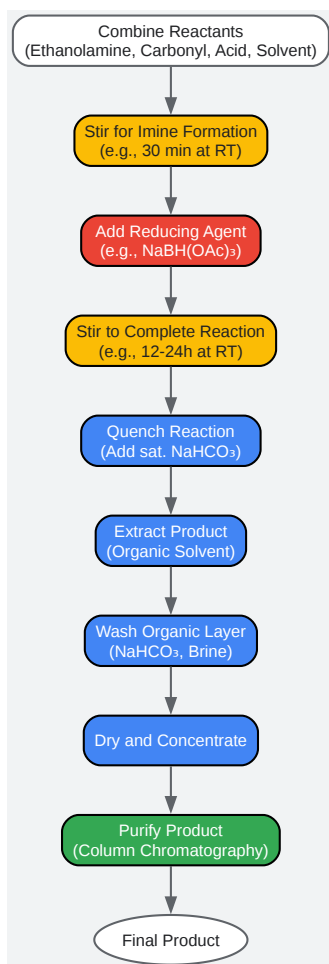 Combine Reactants
(Ethanolamine, Carbonyl, Acid, Solvent)
Stir for Imine Formation
(e.g., 30 min at RT)
Add Reducing Agent
(e.g., NaBH(OAc)₃)
Stir to Complete Reaction
(e.g., 12-24h at RT)
Quench Reaction
(Add sat. NaHCO₃)
Extract Product
(Organic Solvent)
Wash Organic Layer
(NaHCO₃, Brine)
Dry and Concentrate
Purify Product
(Column Chromatography)
Final Product